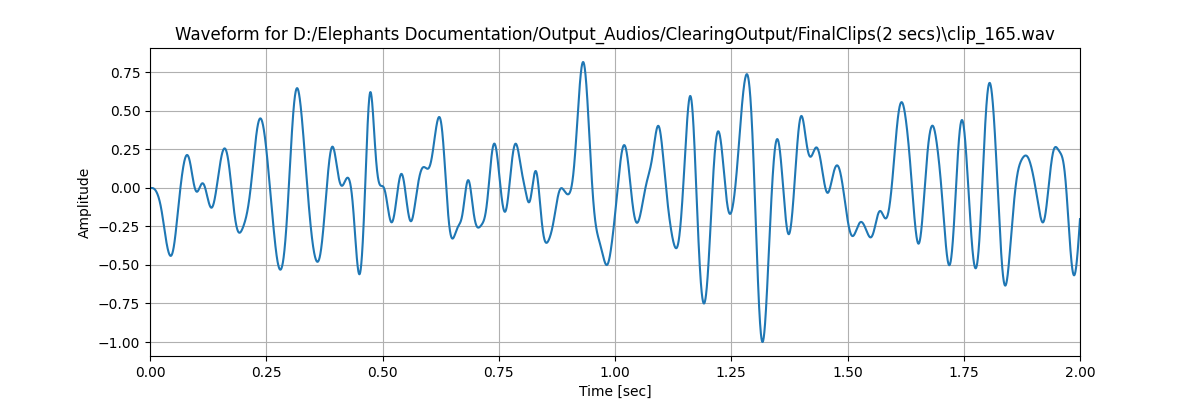 Waveform for D:/Elephants Documentation/Output_Audios/ClearingOutput/FinalClips(2 secs)\clip_165.wav
0.75
0.50
0.25
0.00
−0.25
−0.50
−0.75
−1.00
Amplitude
0.00 0.25 0.50 0.75 1.00 1.25 1.50 1.75 2.00
Time [sec]